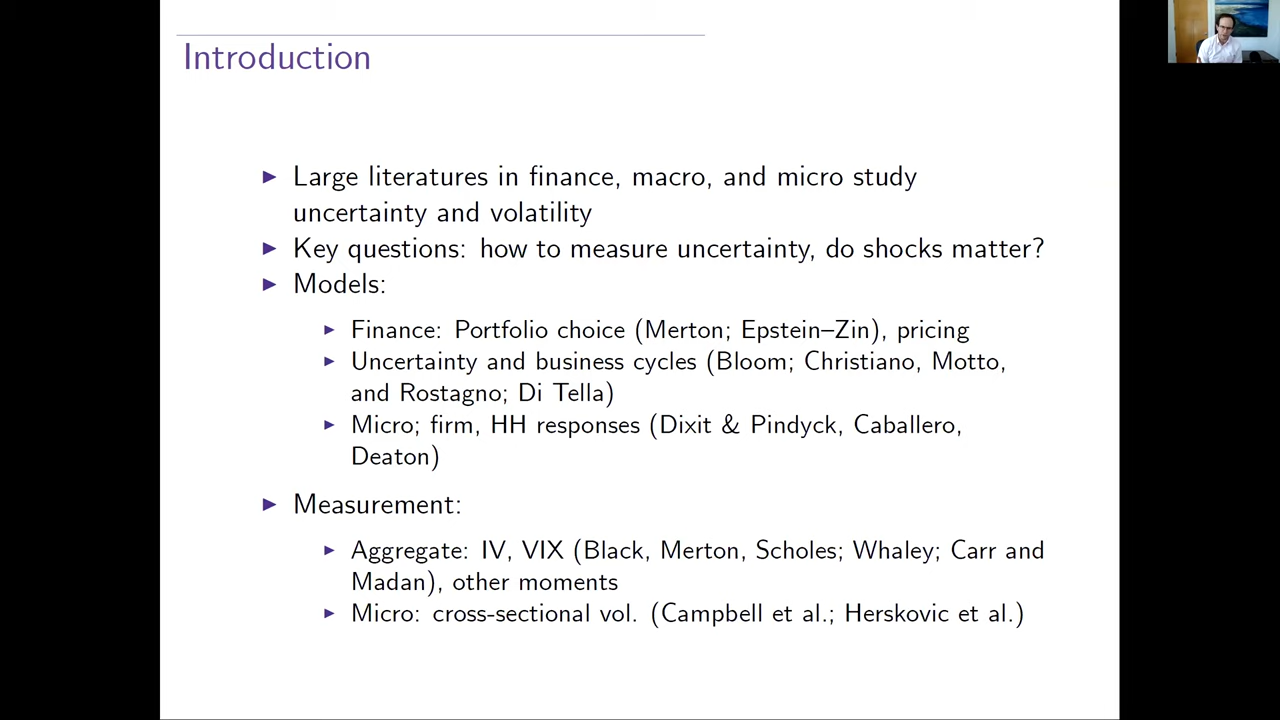 Introduction
▶ Large literatures in finance, macro, and micro study
uncertainty and volatility
▶ Key questions: how to measure uncertainty, do shocks matter?
▶ Models:
▶ Finance: Portfolio choice (Merton; Epstein–Zin), pricing
▶ Uncertainty and business cycles (Bloom; Christiano, Motto,
and Rostagno; Di Tella)
▶ Micro; firm, HH responses (Dixit & Pindyck, Caballero,
Deaton)
▶ Measurement:
▶ Aggregate: IV, VIX (Black, Merton, Scholes; Whaley; Carr and
Madan), other moments
▶ Micro: cross-sectional vol. (Campbell et al.; Herskovic et al.)